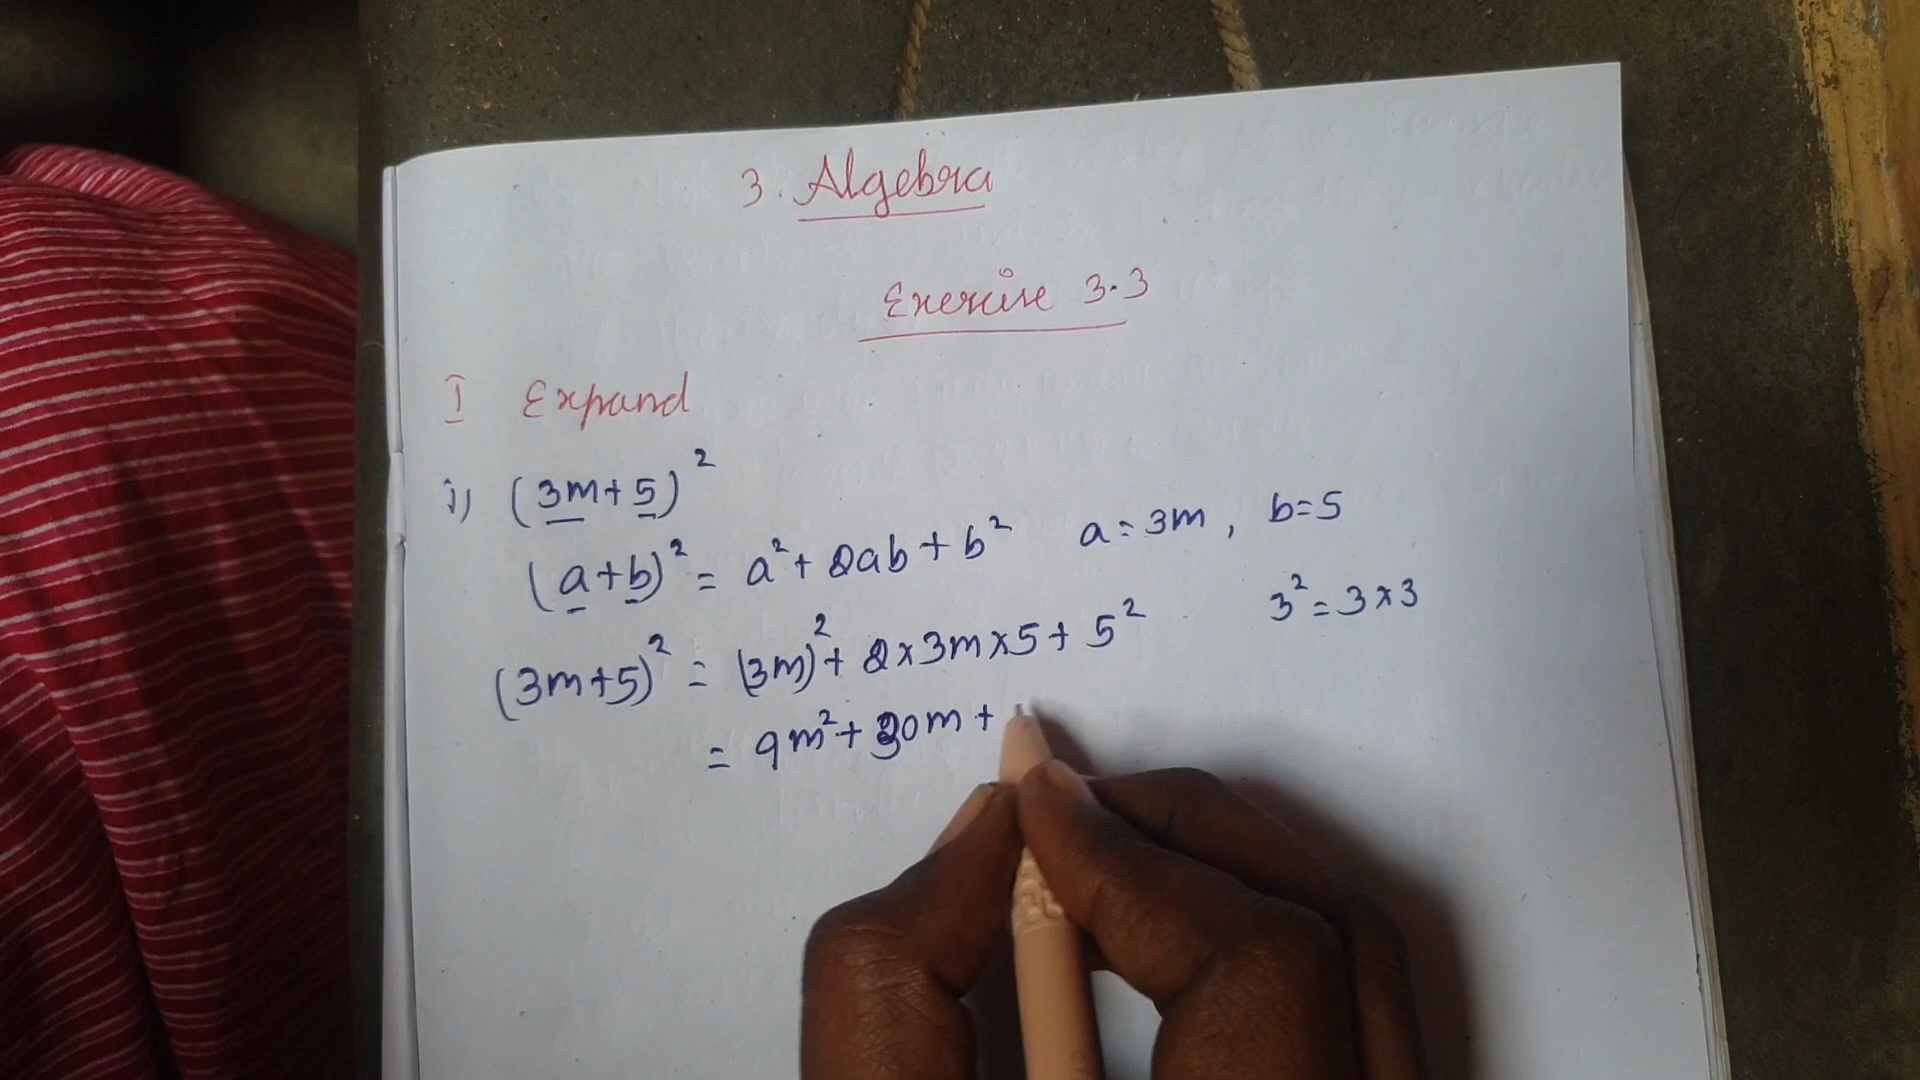 3. Algebra
Exercise 3.3
I Expand
i) (3m+5)²
(a+b)² = a²+2ab+b² a=3m, b=5
(3m+5)² = (3m)²+2×3m×5+5² 3²=3×3
= 9m²+30m+